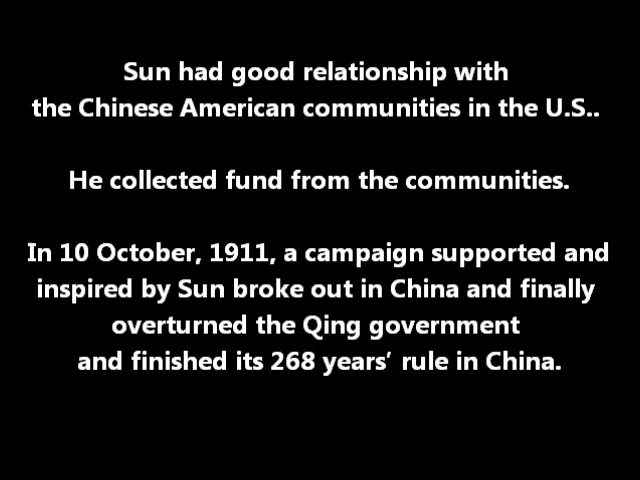 Sun had good relationship with
the Chinese American communities in the U.S..
He collected fund from the communities.
In 10 October, 1911, a campaign supported and
inspired by Sun broke out in China and finally
overturned the Qing government
and finished its 268 years’ rule in China.